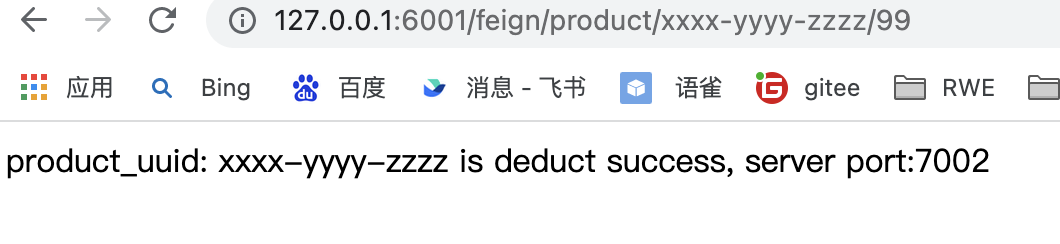 127.0.0.1:6001/feign/product/xxxx-yyyy-zzzz/99
应用 Bing 百度 消息 - 飞书 语雀 gitee RWE
product_uuid: xxxx-yyyy-zzzz is deduct success, server port:7002